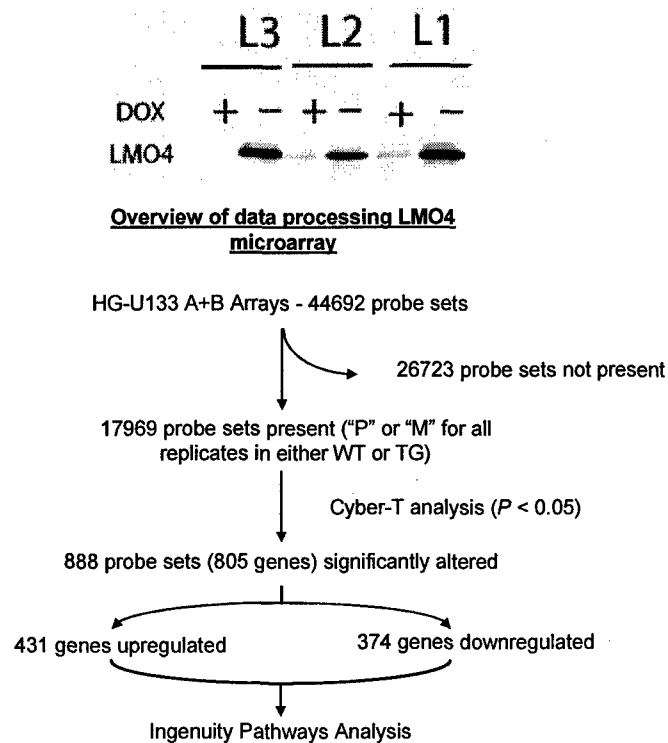 L3 L2 L1
DOX + − + − + −
LMO4
Overview of data processing LMO4
microarray
HG-U133 A+B Arrays - 44692 probe sets
26723 probe sets not present
17969 probe sets present ("P" or "M" for all
replicates in either WT or TG)
Cyber-T analysis (P < 0.05)
888 probe sets (805 genes) significantly altered
431 genes upregulated
374 genes downregulated
Ingenuity Pathways Analysis